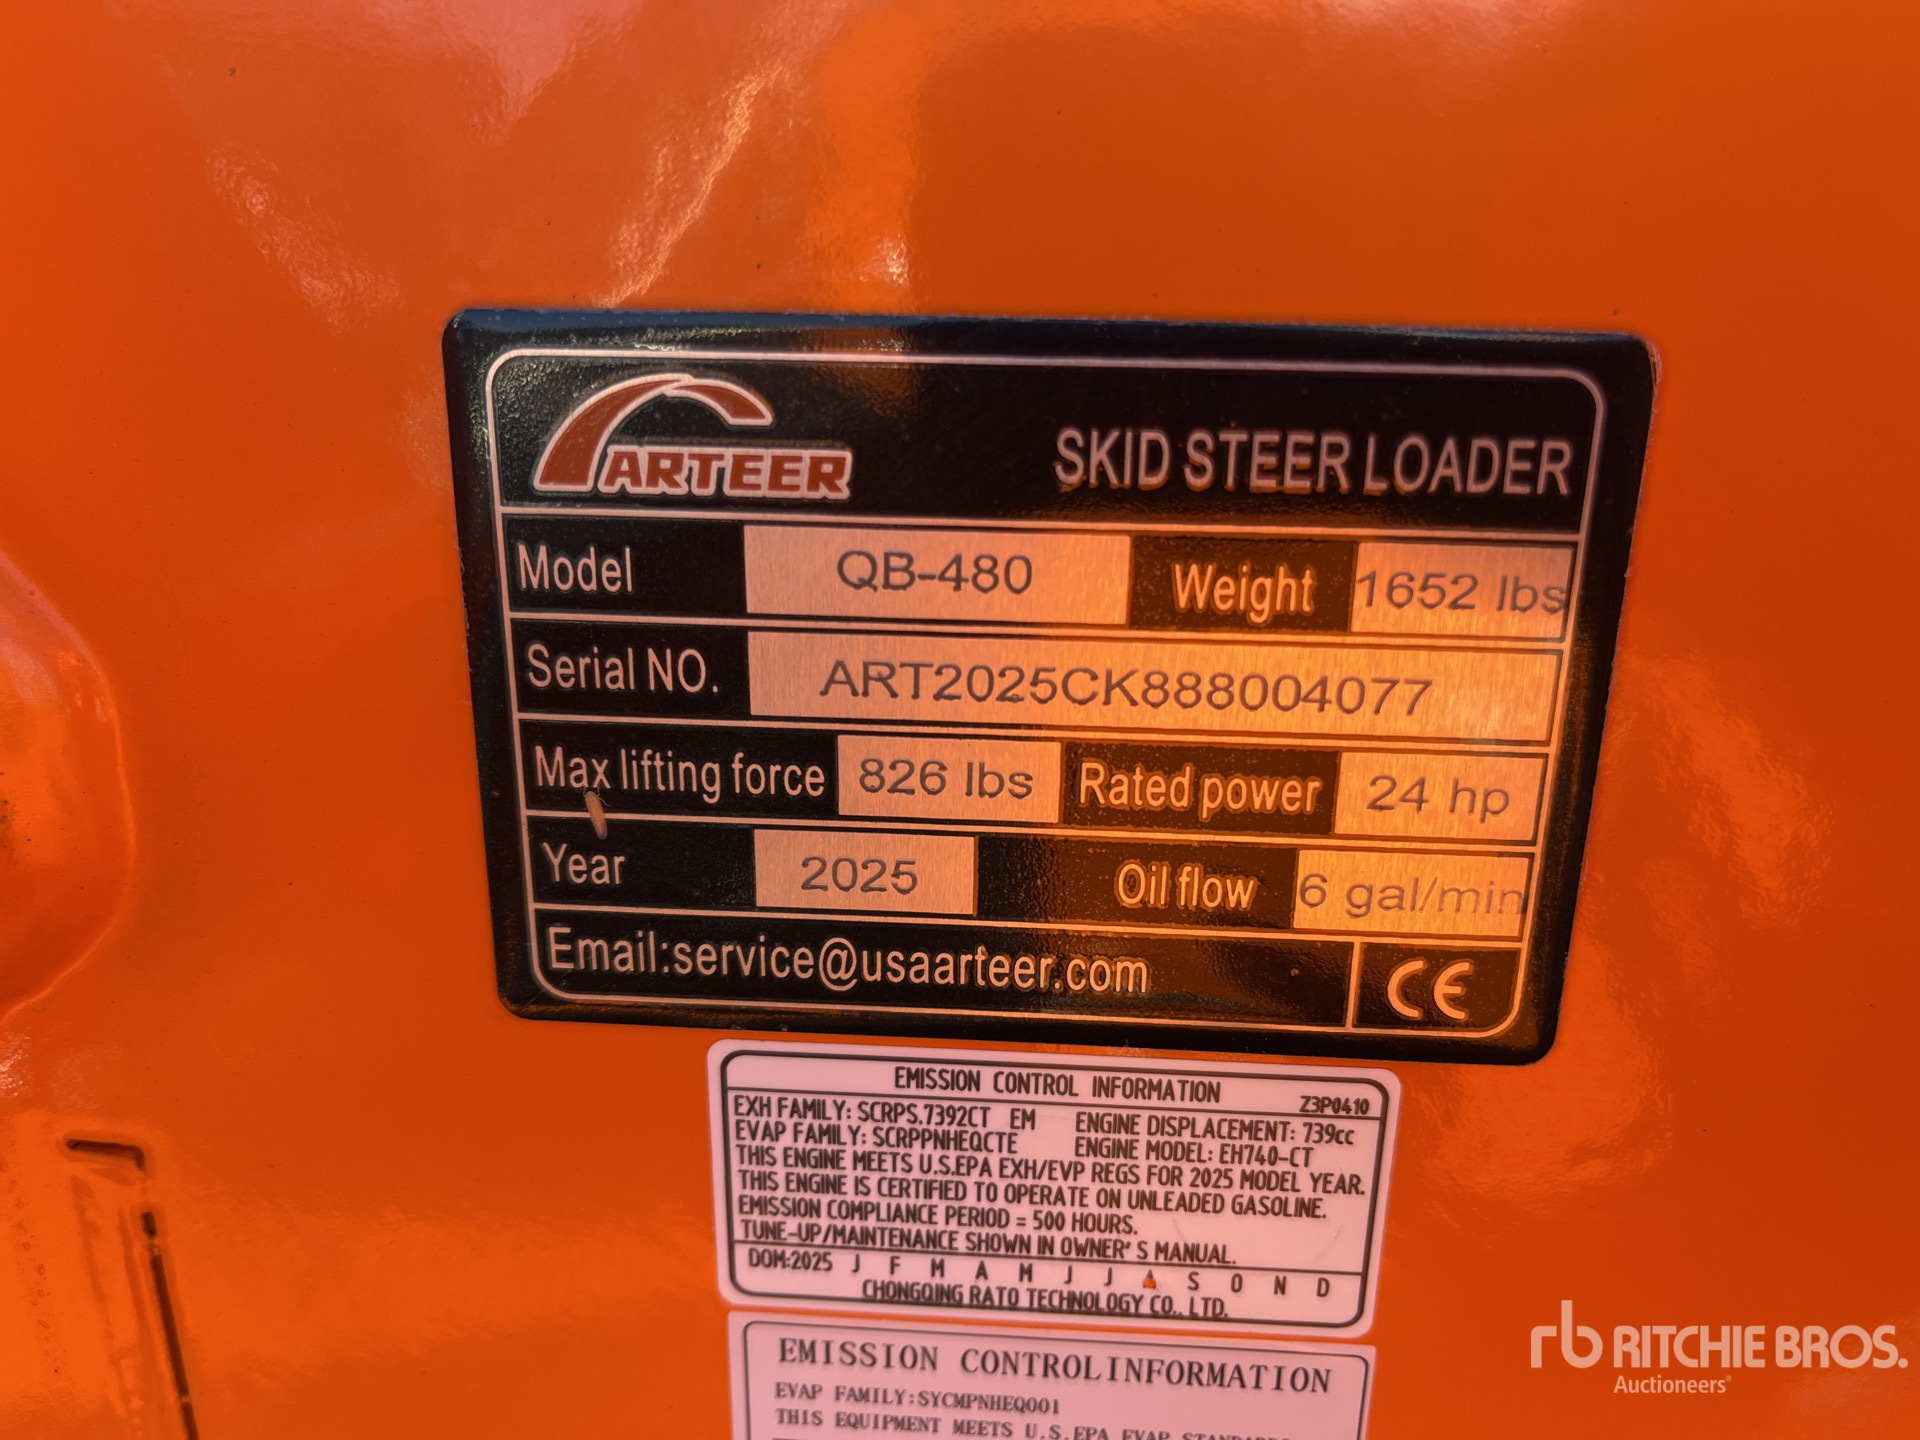 ARTEER SKID STEER LOADER
Model QB-480 Weight 1652 lbs
Serial NO. ART2025CK888004077
Max lifting force 826 lbs Rated power 24 hp
Year 2025 Oil flow 6 gal/min
Email:service@usaarteer.com CE
EMISSION CONTROL INFORMATION Z3P0410
EXH FAMILY: SCRPS.7392CT EM ENGINE DISPLACEMENT: 739cc
EVAP FAMILY: SCRPPNHEQCTE ENGINE MODEL: EH740-CT
THIS ENGINE MEETS U.S.EPA EXH/EVP REGS FOR 2025 MODEL YEAR.
THIS ENGINE IS CERTIFIED TO OPERATE ON UNLEADED GASOLINE.
EMISSION COMPLIANCE PERIOD = 500 HOURS.
TUNE-UP/MAINTENANCE SHOWN IN OWNER'S MANUAL.
DOM:2025 J F M A M J J A S O N D
CHONGQING RATO TECHNOLOGY CO., LTD.
EMISSION CONTROLINFORMATION
EVAP FAMILY:SYCMPNHEQ001
THIS EQUIPMENT MEETS U.S.EPA EVAP
rb RITCHIE BROS.
Auctioneers